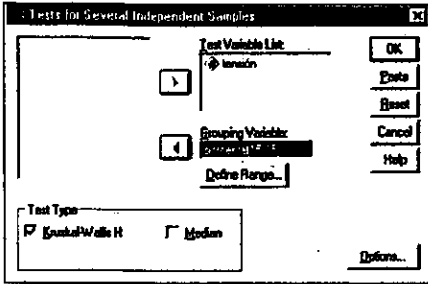 Tests for Several Independent Samples
Test Variable List:
tensión
OK
Paste
Reset
Cancel
Help
Grouping Variable:
Define Range...
Test Type
Kruskal-Wallis H
Median
Options...